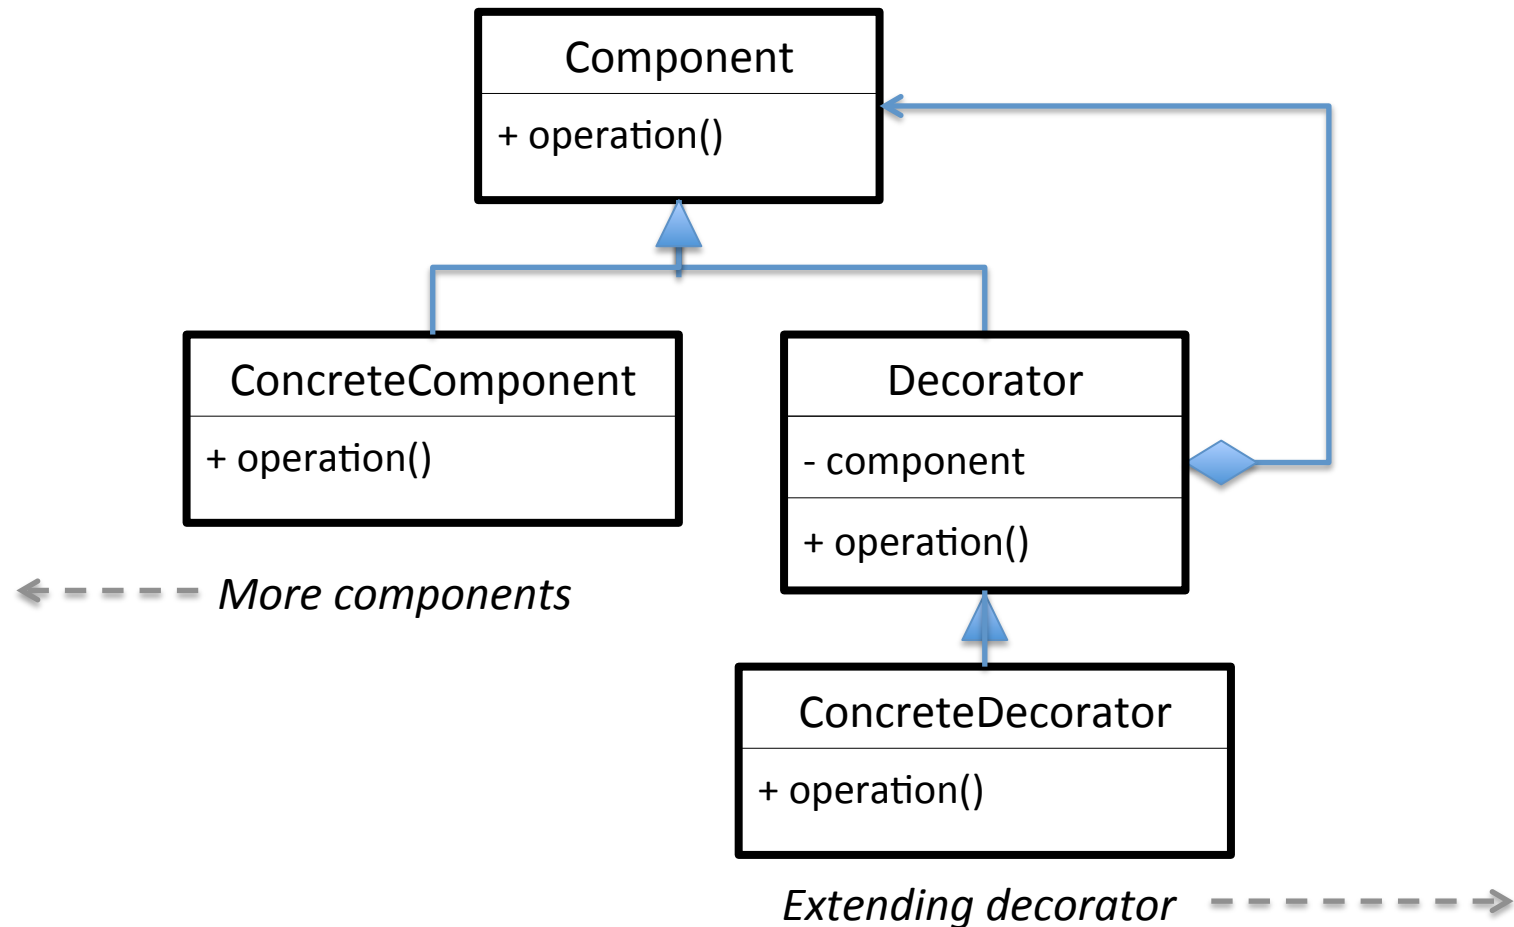 Component
+ operation()
ConcreteComponent
+ operation()
Decorator
- component
+ operation()
More components
ConcreteDecorator
+ operation()
Extending decorator